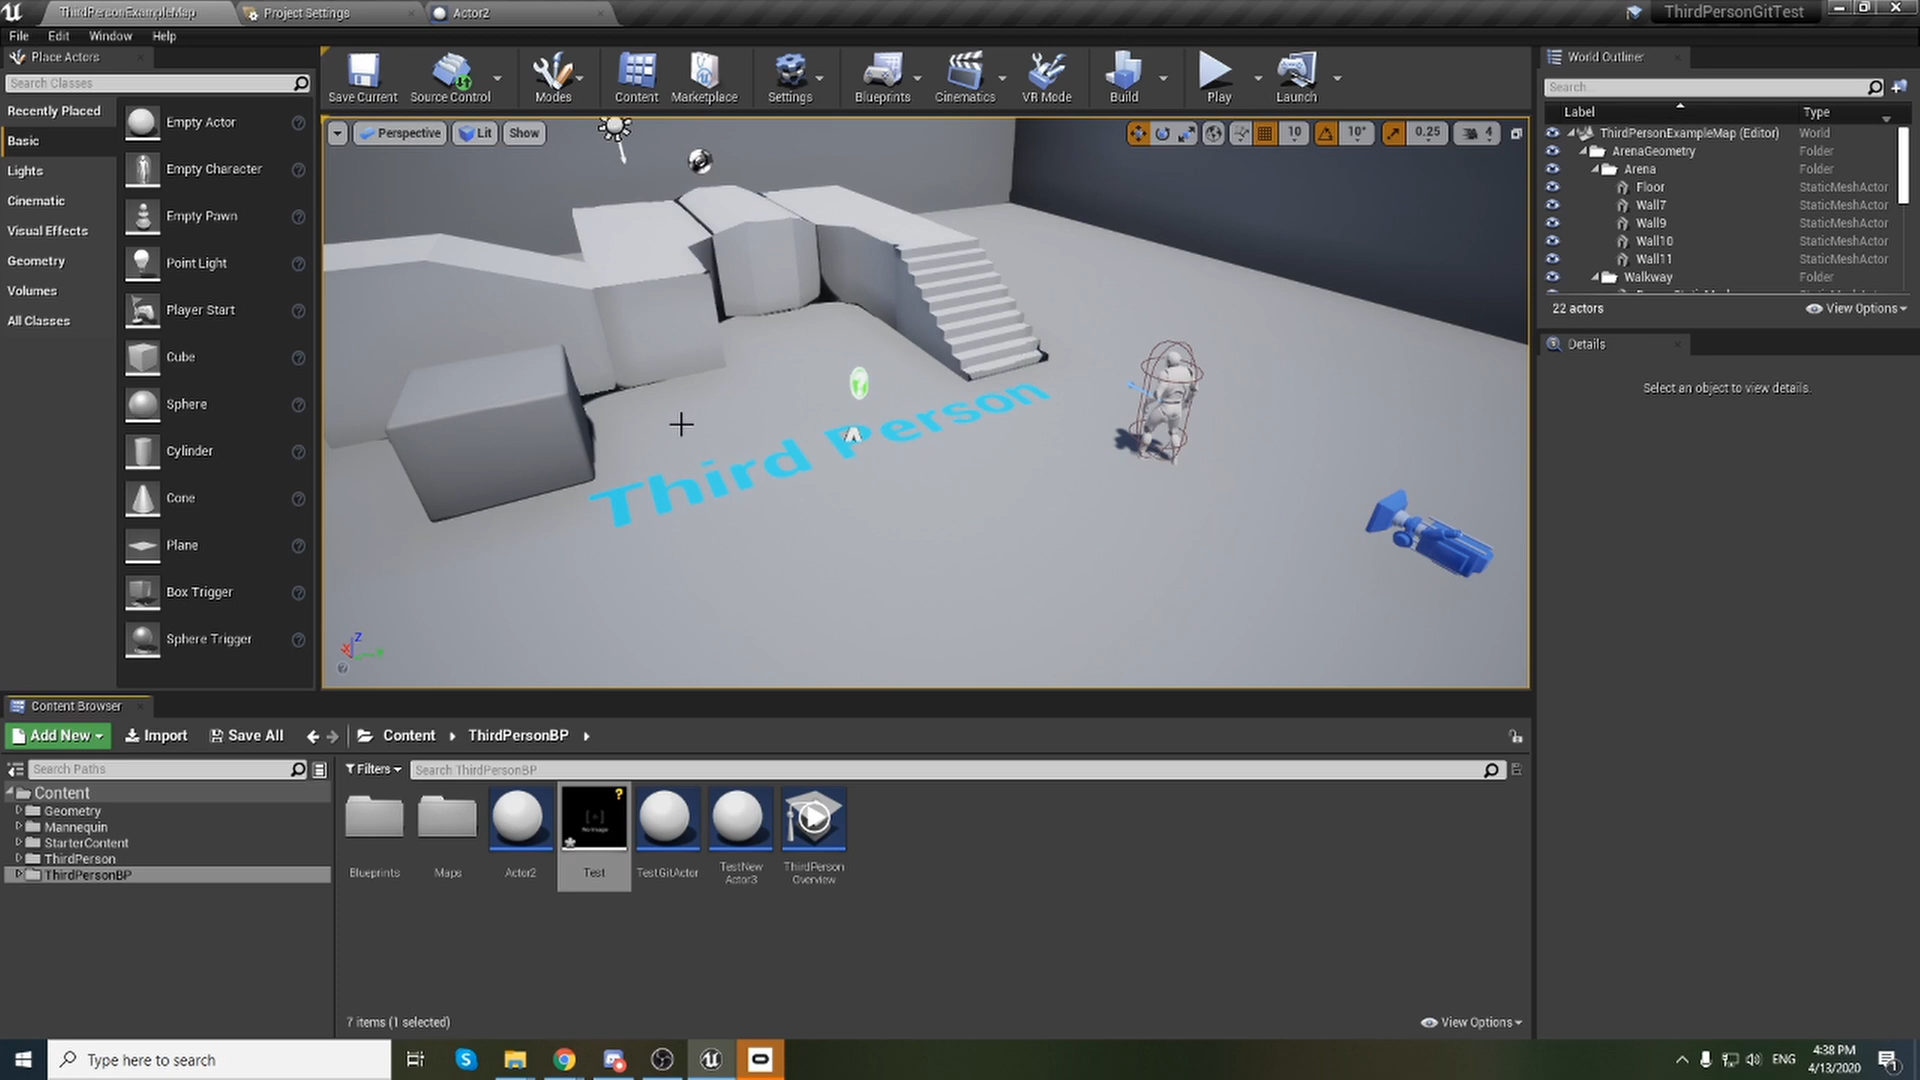 ThirdPersonExampleMap
Project Settings
Actor2
ThirdPersonGitTest
File Edit Window Help
Place Actors
Search Classes
Recently Placed
Basic
Lights
Cinematic
Visual Effects
Geometry
Volumes
All Classes
Empty Actor
Empty Character
Empty Pawn
Point Light
Player Start
Cube
Sphere
Cylinder
Cone
Plane
Box Trigger
Sphere Trigger
Save Current
Source Control
Modes
Content
Marketplace
Settings
Blueprints
Cinematics
VR Mode
Build
Play
Launch
Perspective
Lit
Show
10
10°
0.25
4
Third Person
Z
X
World Outliner
Search...
Label Type
ThirdPersonExampleMap (Editor) World
ArenaGeometry Folder
Arena Folder
Floor StaticMeshActor
Wall7 StaticMeshActor
Wall9 StaticMeshActor
Wall10 StaticMeshActor
Wall11 StaticMeshActor
Walkway Folder
22 actors
View Options
Details
Select an object to view details.
Content Browser
Add New
Import
Save All
Content
ThirdPersonBP
Search Paths
Filters
Search ThirdPersonBP
Content
Geometry
Mannequin
StarterContent
ThirdPerson
ThirdPersonBP
Blueprints
Maps
Actor2
No Image
?
Test
TestGitActor
TestNew
Actor3
ThirdPerson
Overview
7 items (1 selected)
View Options
Type here to search
ENG
4:38 PM
4/13/2020
1